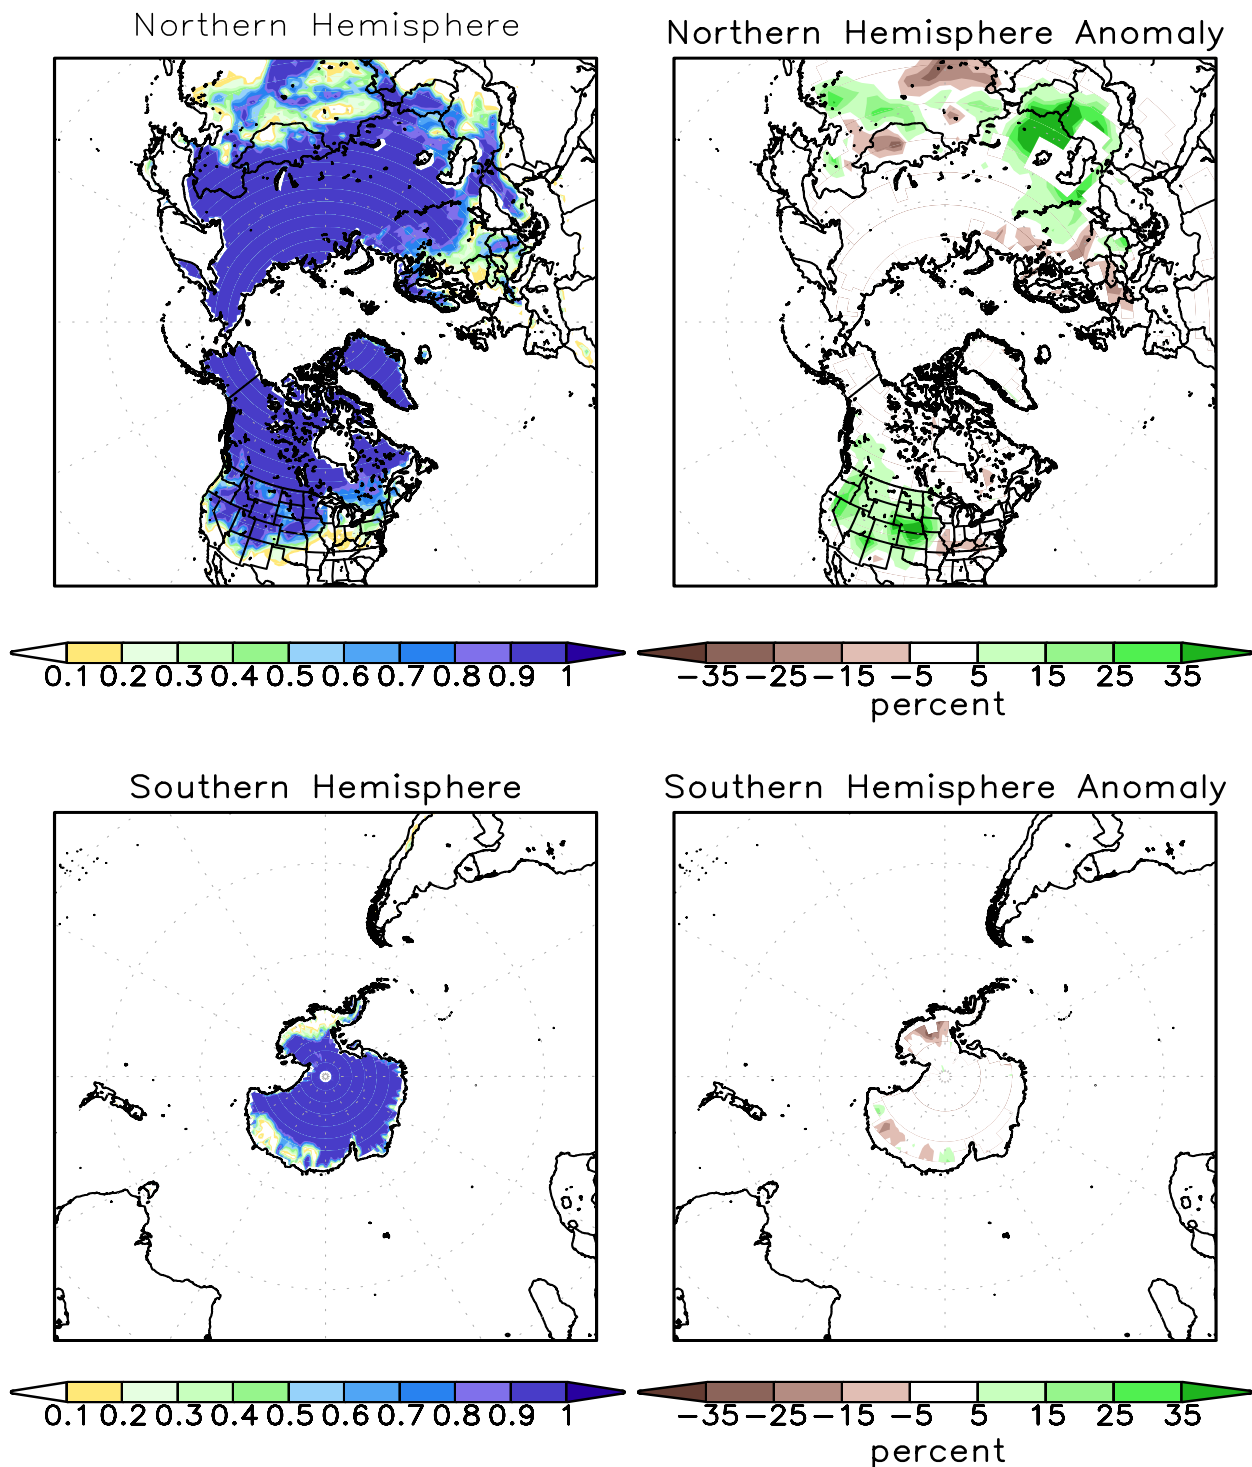 Northern Hemisphere
Northern Hemisphere Anomaly
0.1 0.2 0.3 0.4 0.5 0.6 0.7 0.8 0.9 1
-35 -25 -15 -5 5 15 25 35
percent
Southern Hemisphere
Southern Hemisphere Anomaly
0.1 0.2 0.3 0.4 0.5 0.6 0.7 0.8 0.9 1
-35 -25 -15 -5 5 15 25 35
percent